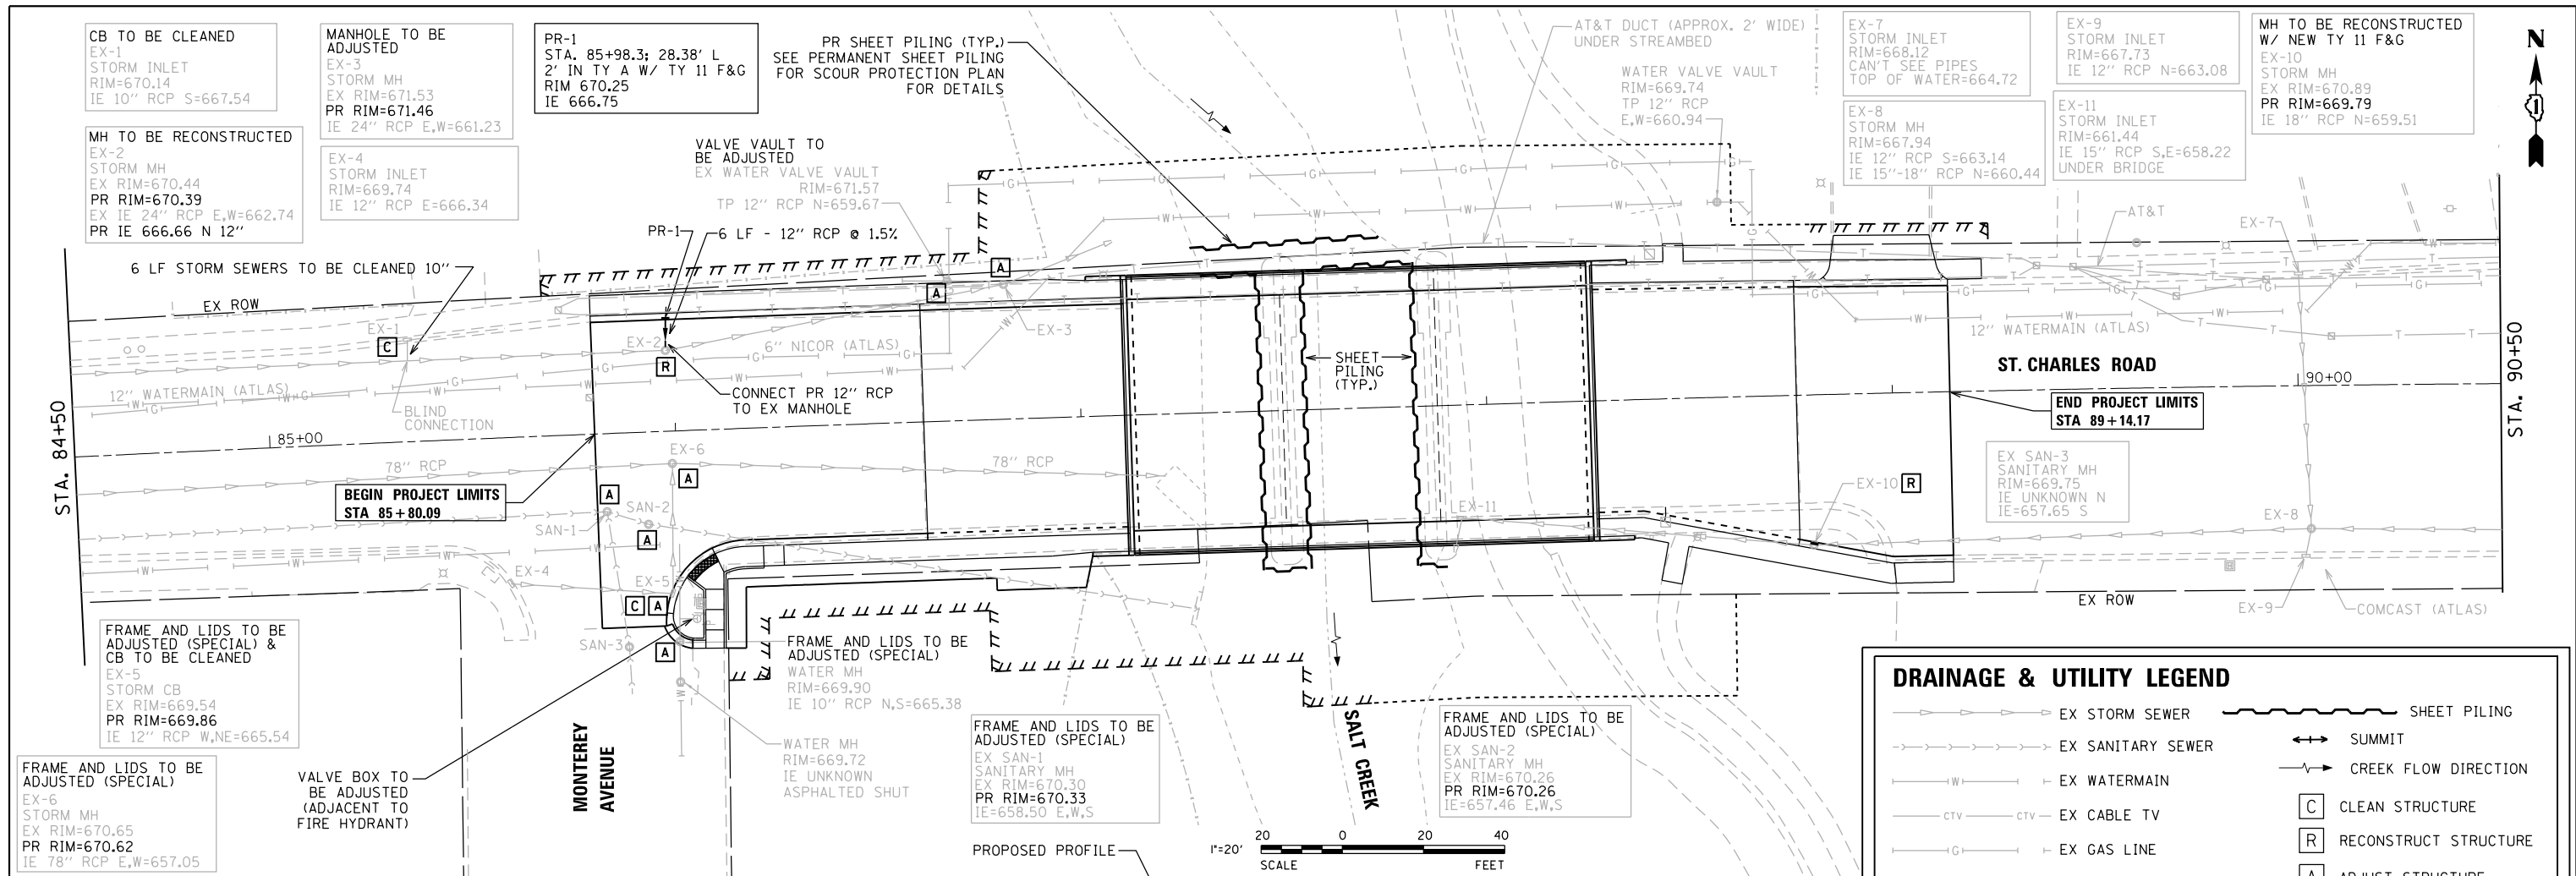 CB TO BE CLEANED
EX-1
STORM INLET
RIM=670.14
IE 10'' RCP S=667.54
MH TO BE RECONSTRUCTED
EX-2
STORM MH
EX RIM=670.44
PR RIM=670.39
EX IE 24'' RCP E,W=662.74
PR IE 666.66 N 12''
MANHOLE TO BE
ADJUSTED
EX-3
STORM MH
EX RIM=671.53
PR RIM=671.46
IE 24'' RCP E,W=661.23
EX-4
STORM INLET
RIM=669.74
IE 12'' RCP E=666.34
PR-1
STA. 85+98.3; 28.38' L
2' IN TY A W/ TY 11 F&G
RIM 670.25
IE 666.75
PR SHEET PILING (TYP.)
SEE PERMANENT SHEET PILING
FOR SCOUR PROTECTION PLAN
FOR DETAILS
VALVE VAULT TO
BE ADJUSTED
EX WATER VALVE VAULT
RIM=671.57
TP 12'' RCP N=659.67
AT&T DUCT (APPROX. 2' WIDE)
UNDER STREAMBED
WATER VALVE VAULT
RIM=669.74
TP 12'' RCP
E,W=660.94
EX-7
STORM INLET
RIM=668.12
CAN'T SEE PIPES
TOP OF WATER=664.72
EX-8
STORM MH
RIM=667.94
IE 12'' RCP S=663.14
IE 15''-18'' RCP N=660.44
EX-9
STORM INLET
RIM=667.73
IE 12'' RCP N=663.08
EX-11
STORM INLET
RIM=661.44
IE 15'' RCP S,E=658.22
UNDER BRIDGE
MH TO BE RECONSTRUCTED
W/ NEW TY 11 F&G
EX-10
STORM MH
EX RIM=670.89
PR RIM=669.79
IE 18'' RCP N=659.51
N
PR-1
6 LF - 12'' RCP @ 1.5%
6 LF STORM SEWERS TO BE CLEANED 10''
EX ROW
EX-1
C
EX-2
R
6'' NICOR (ATLAS)
A
A
EX-3
CONNECT PR 12'' RCP
TO EX MANHOLE
12'' WATERMAIN (ATLAS)
BLIND
CONNECTION
SHEET
PILING
(TYP.)
AT&T
EX-7
12'' WATERMAIN (ATLAS)
ST. CHARLES ROAD
90+00
END PROJECT LIMITS
STA 89+14.17
STA. 84+50
STA. 90+50
85+00
78'' RCP
EX-6
A
78'' RCP
BEGIN PROJECT LIMITS
STA 85+80.09
A
SAN-1
SAN-2
A
EX-11
EX-10
R
EX SAN-3
SANITARY MH
RIM=669.75
IE UNKNOWN N
IE=657.65 S
EX-8
EX-4
EX-5
C
A
SAN-3
A
EX ROW
EX-9
COMCAST (ATLAS)
FRAME AND LIDS TO BE
ADJUSTED (SPECIAL) &
CB TO BE CLEANED
EX-5
STORM CB
EX RIM=669.54
PR RIM=669.86
IE 12'' RCP W,NE=665.54
FRAME AND LIDS TO BE
ADJUSTED (SPECIAL)
EX-6
STORM MH
EX RIM=670.65
PR RIM=670.62
IE 78'' RCP E,W=657.05
VALVE BOX TO
BE ADJUSTED
(ADJACENT TO
FIRE HYDRANT)
MONTEREY
AVENUE
FRAME AND LIDS TO BE
ADJUSTED (SPECIAL)
WATER MH
RIM=669.90
IE 10'' RCP N,S=665.38
WATER MH
RIM=669.72
IE UNKNOWN
ASPHALTED SHUT
FRAME AND LIDS TO BE
ADJUSTED (SPECIAL)
EX SAN-1
SANITARY MH
EX RIM=670.30
PR RIM=670.33
IE=658.50 E,W,S
SALT CREEK
FRAME AND LIDS TO BE
ADJUSTED (SPECIAL)
EX SAN-2
SANITARY MH
EX RIM=670.26
PR RIM=670.26
IE=657.46 E,W,S
PROPOSED PROFILE
1"=20'
20 0 20 40
SCALE FEET
DRAINAGE & UTILITY LEGEND
EX STORM SEWER
EX SANITARY SEWER
W EX WATERMAIN
CTV CTV EX CABLE TV
G EX GAS LINE
SHEET PILING
SUMMIT
CREEK FLOW DIRECTION
C CLEAN STRUCTURE
R RECONSTRUCT STRUCTURE
A ADJUST STRUCTURE